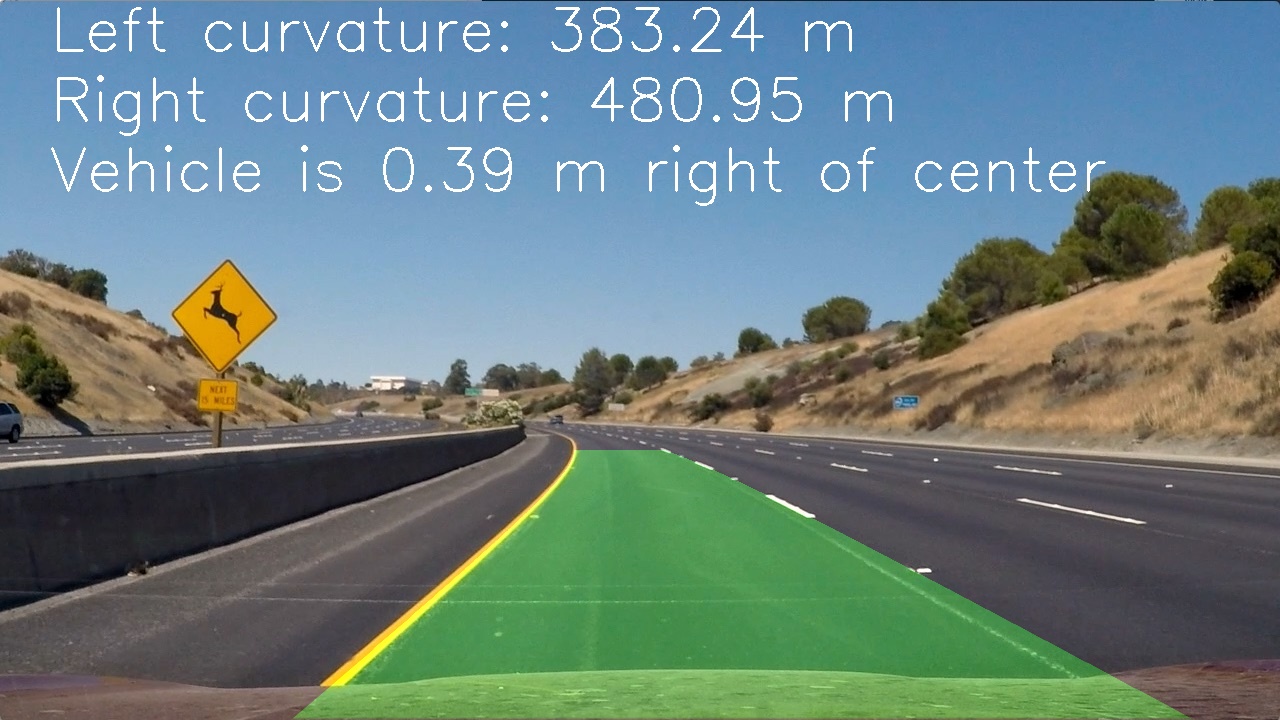 Left curvature: 383.24 m
Right curvature: 480.95 m
Vehicle is 0.39 m right of center
NEXT
15 MILES